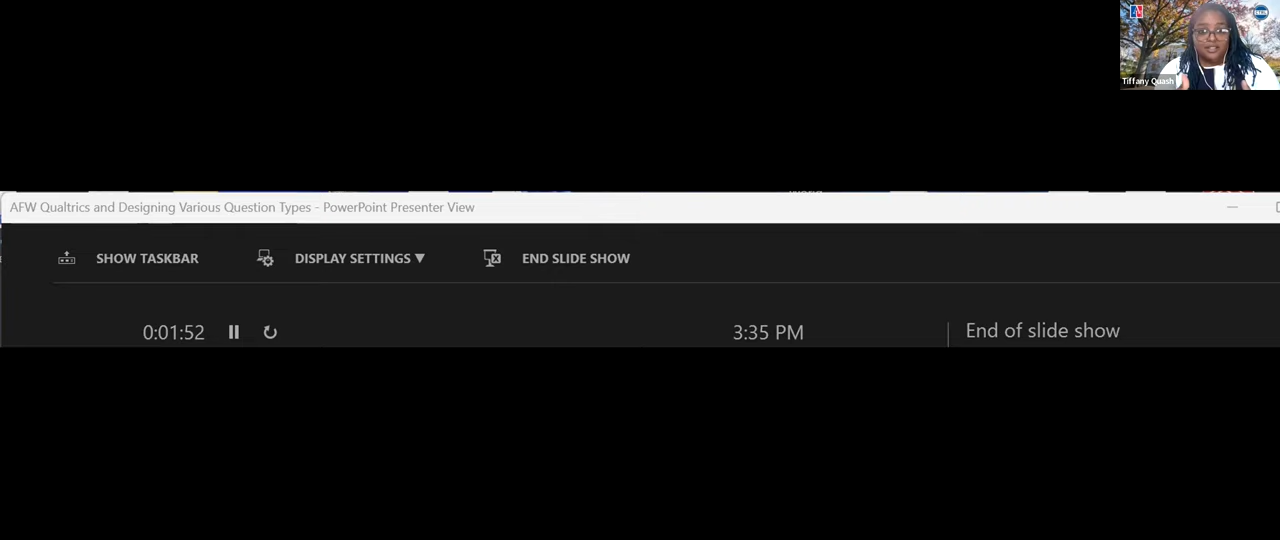 Tiffany Quash
AFW Qualtrics and Designing Various Question Types - PowerPoint Presenter View
SHOW TASKBAR
DISPLAY SETTINGS ▼
END SLIDE SHOW
0:01:52
3:35 PM
End of slide show